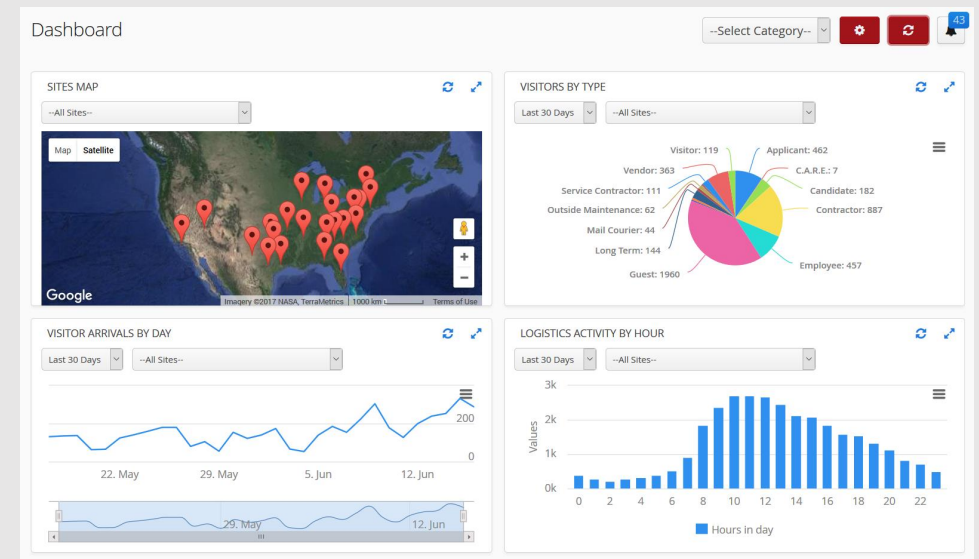 Dashboard
--Select Category--
43
SITES MAP
--All Sites--
Map Satellite
Google
Imagery ©2017 NASA, TerraMetrics 1000 km Terms of Use
VISITORS BY TYPE
Last 30 Days --All Sites--
Visitor: 119
Applicant: 462
Vendor: 363
C.A.R.E.: 7
Service Contractor: 111
Candidate: 182
Outside Maintenance: 62
Contractor: 887
Mail Courier: 44
Long Term: 144
Employee: 457
Guest: 1960
VISITOR ARRIVALS BY DAY
Last 30 Days --All Sites--
200
0
22. May 29. May 5. Jun 12. Jun
29. May 12. Jun
LOGISTICS ACTIVITY BY HOUR
Last 30 Days --All Sites--
3k
2k
1k
0k
Values
0 2 4 6 8 10 12 14 16 18 20 22
Hours in day